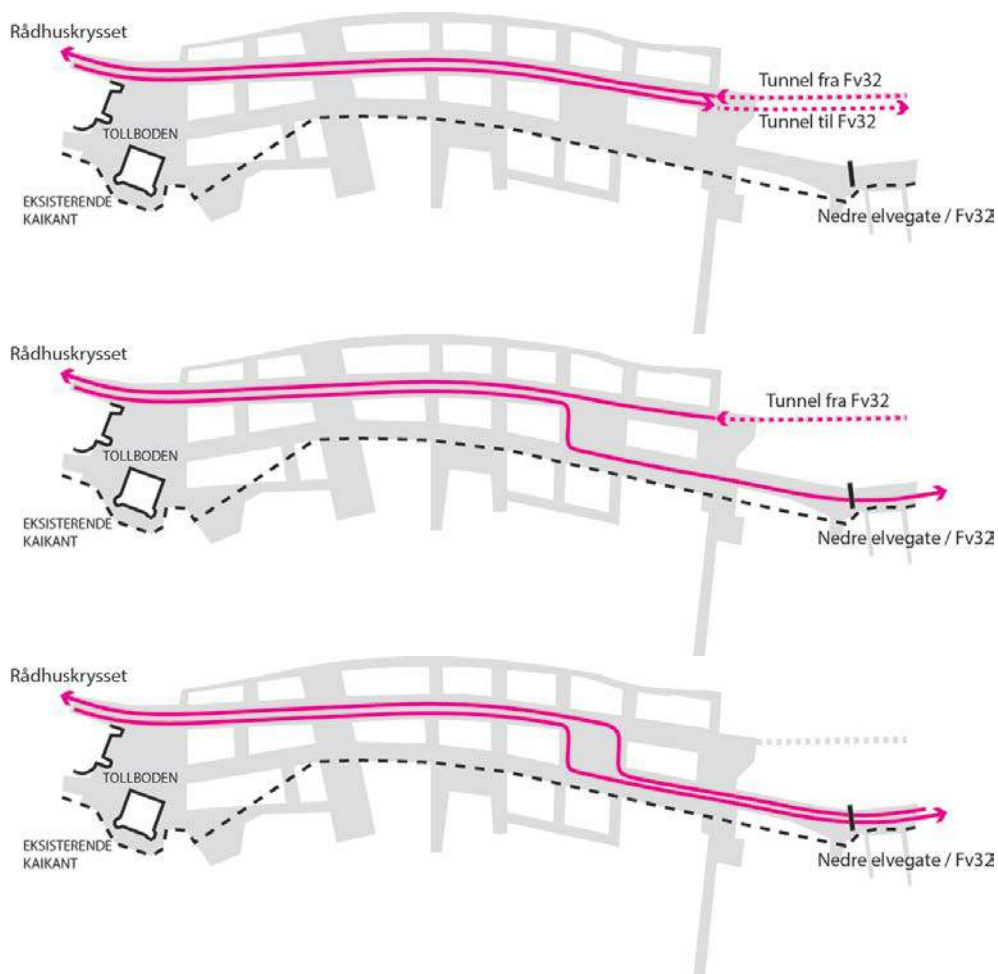 Rådhuskrysset
Tunnel fra Fv32
Tunnel til Fv32
TOLLBODEN
EKSISTERENDE
KAIKANT
Nedre elvegate / Fv32
Rådhuskrysset
Tunnel fra Fv32
TOLLBODEN
EKSISTERENDE
KAIKANT
Nedre elvegate / Fv32
Rådhuskrysset
TOLLBODEN
EKSISTERENDE
KAIKANT
Nedre elvegate / Fv32